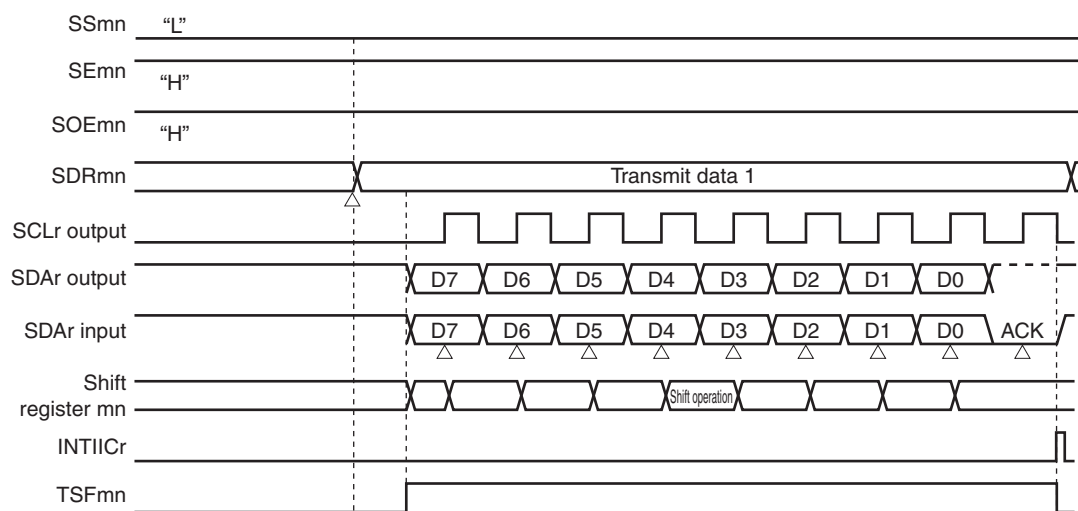 SSmn “L”
SEmn “H”
SOEmn “H”
SDRmn Transmit data 1
SCLr output
SDAr output D7 D6 D5 D4 D3 D2 D1 D0
SDAr input D7 D6 D5 D4 D3 D2 D1 D0 ACK
Shift
register mn Shift operation
INTIICr
TSFmn